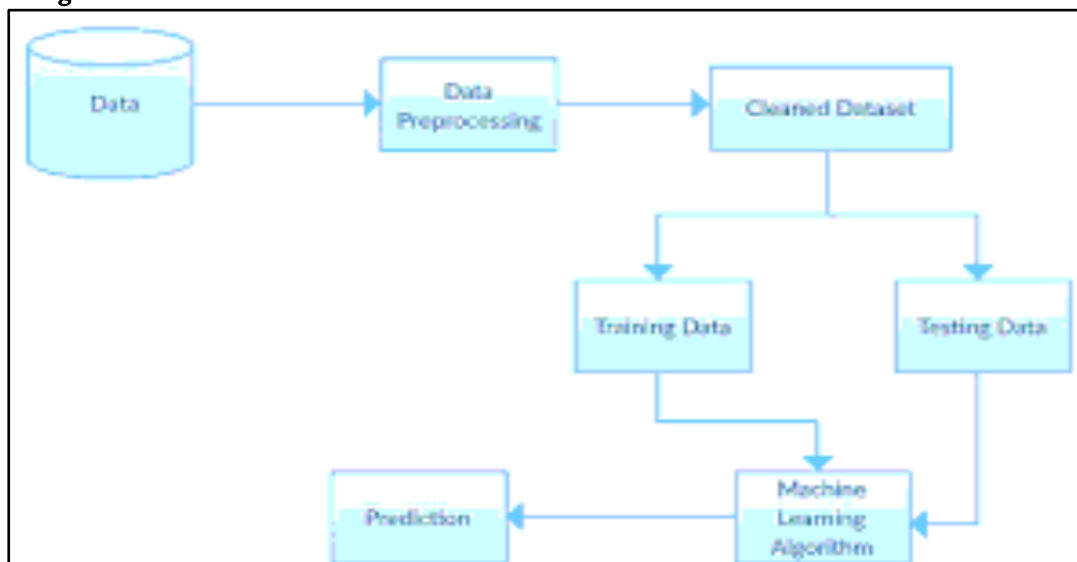 Data
Data
Preprocessing
Cleaned Dataset
Training Data
Testing Data
Prediction
Machine
Learning
Algorithm